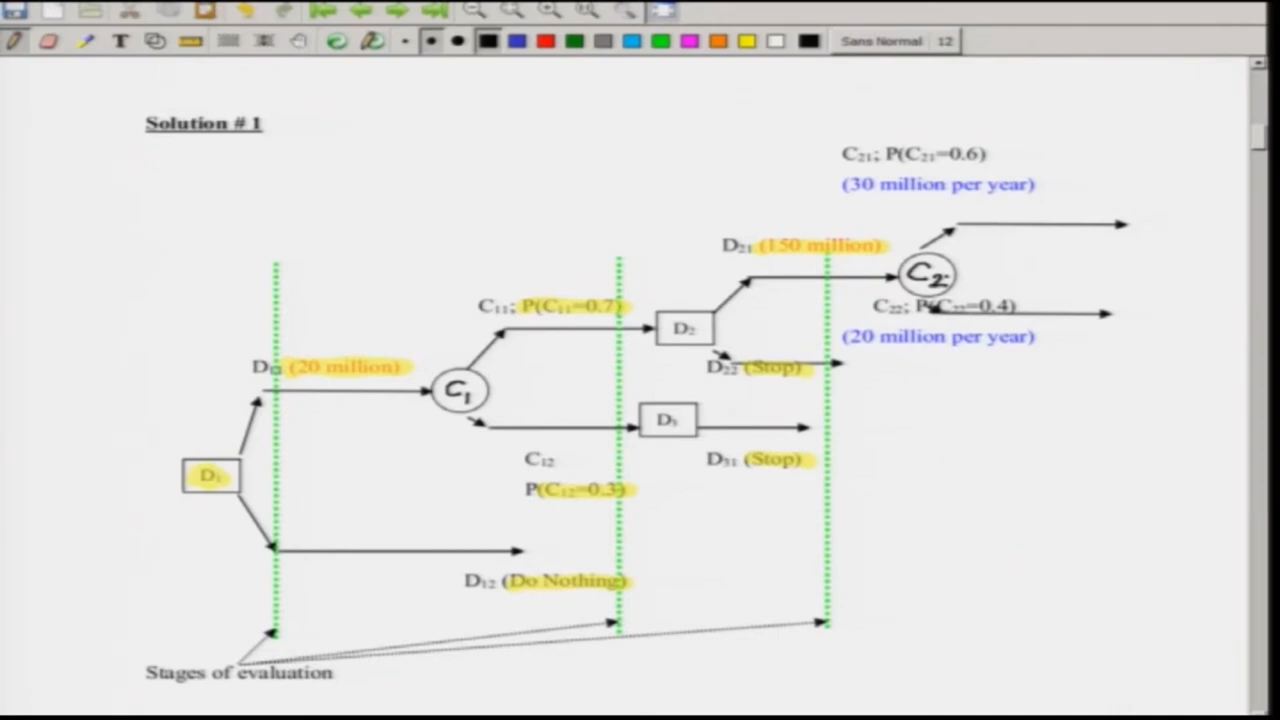 Sans Normal 12
Solution # 1
C₂₁; P(C₂₁=0.6)
(30 million per year)
D₂₁ (150 million)
C₂
C₂₂; P(C₂₂=0.4)
(20 million per year)
C₁₁; P(C₁₁=0.7)
D₂
D₂₂ (Stop)
D₁₁ (20 million)
C₁
D₃
D₃₁ (Stop)
C₁₂
P(C₁₂=0.3)
D₁
D₁₂ (Do Nothing)
Stages of evaluation